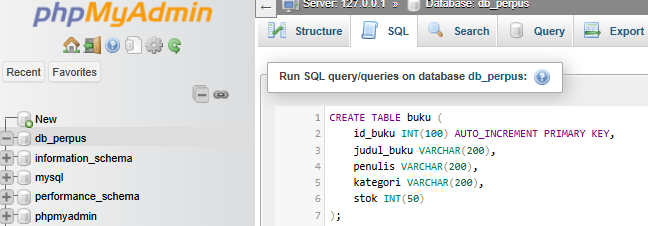 phpMyAdmin
Recent Favorites
New
db_perpus
information_schema
mysql
performance_schema
phpmyadmin
Server: 127.0.0.1 » Database: db_perpus
Structure SQL Search Query Export
Run SQL query/queries on database db_perpus:
1 CREATE TABLE buku (
2 id_buku INT(100) AUTO_INCREMENT PRIMARY KEY,
3 judul_buku VARCHAR(200),
4 penulis VARCHAR(200),
5 kategori VARCHAR(200),
6 stok INT(50)
7 );